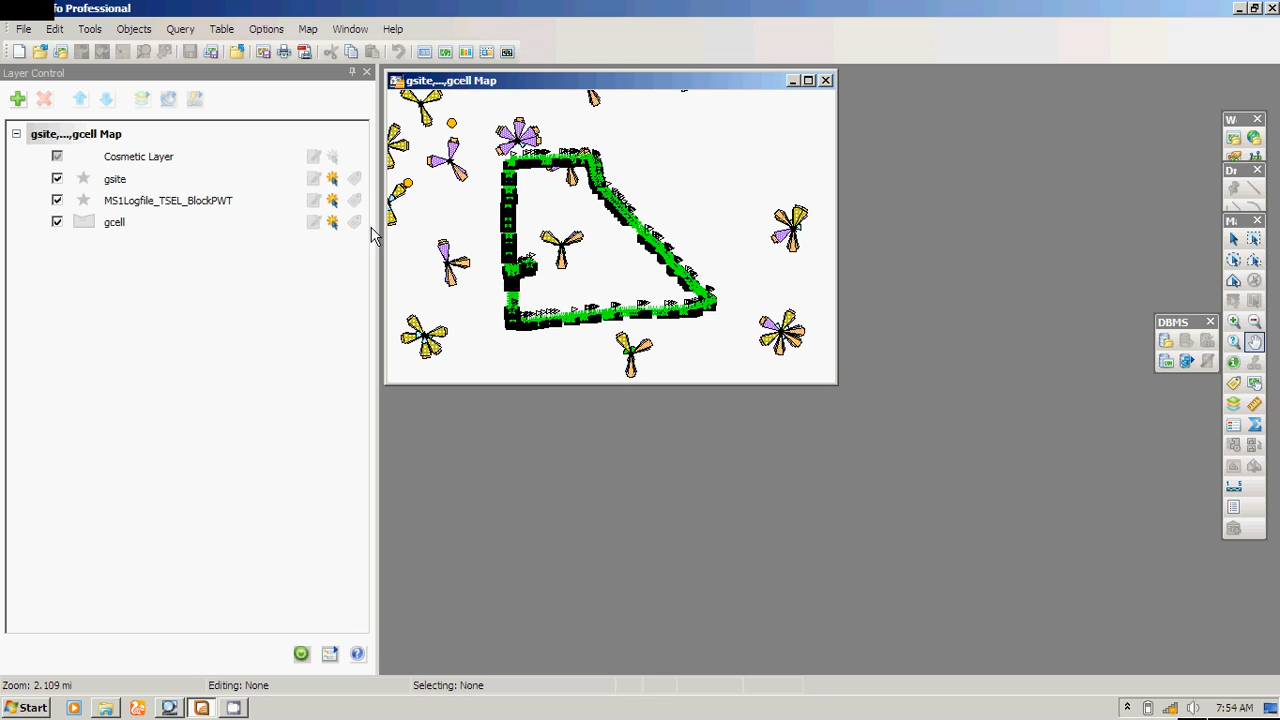 fo Professional
File Edit Tools Objects Query Table Options Map Window Help
Layer Control
gsite,...,gcell Map
Cosmetic Layer
gsite
MS1Logfile_TSEL_BlockPWT
gcell
gsite,...,gcell Map
W
Dr
M
DBMS
Zoom: 2.109 mi Editing: None Selecting: None
Start 7:54 AM